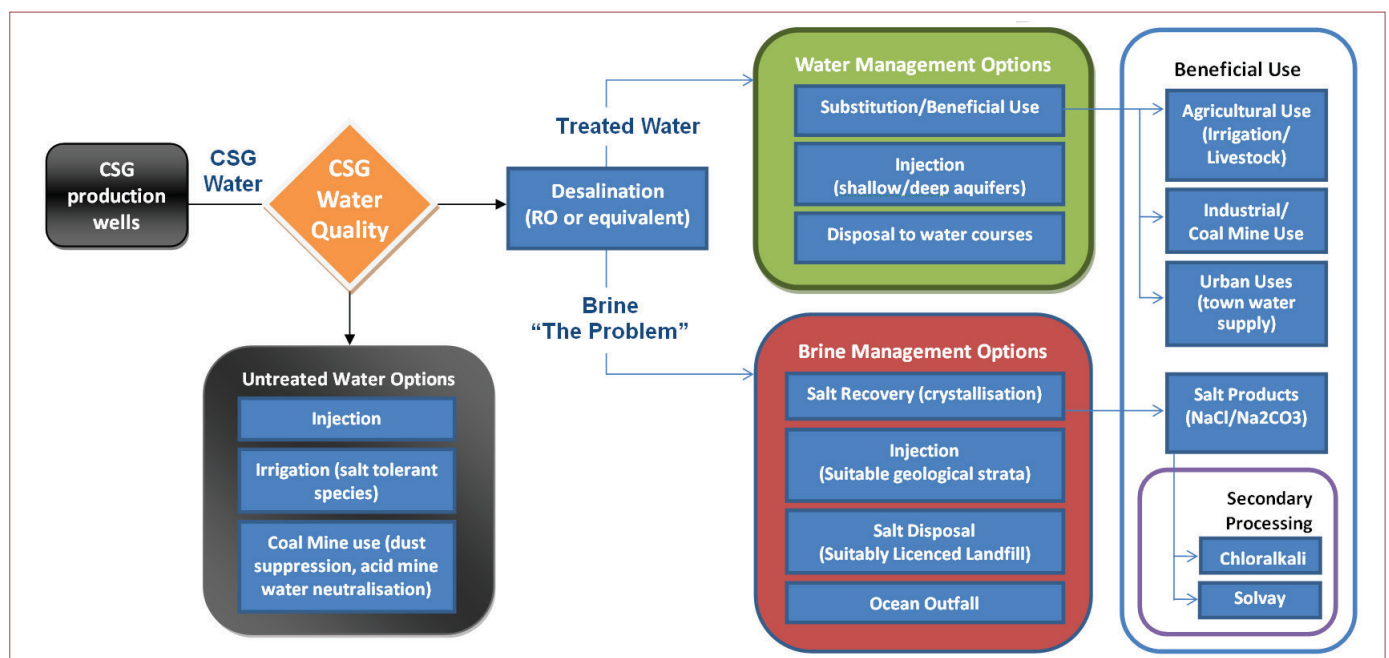 CSG
production
wells
CSG
Water
CSG
Water
Quality
Untreated Water Options
Injection
Irrigation (salt tolerant
species)
Coal Mine use (dust
suppression, acid mine
water neutralisation)
Desalination
(RO or equivalent)
Treated Water
Brine
“The Problem”
Water Management Options
Substitution/Beneficial Use
Injection
(shallow/deep aquifers)
Disposal to water courses
Brine Management Options
Salt Recovery (crystallisation)
Injection
(Suitable geological strata)
Salt Disposal
(Suitably Licenced Landfill)
Ocean Outfall
Beneficial Use
Agricultural Use
(Irrigation/
Livestock)
Industrial/
Coal Mine Use
Urban Uses
(town water
supply)
Salt Products
(NaCl/Na2CO3)
Secondary
Processing
Chloralkali
Solvay